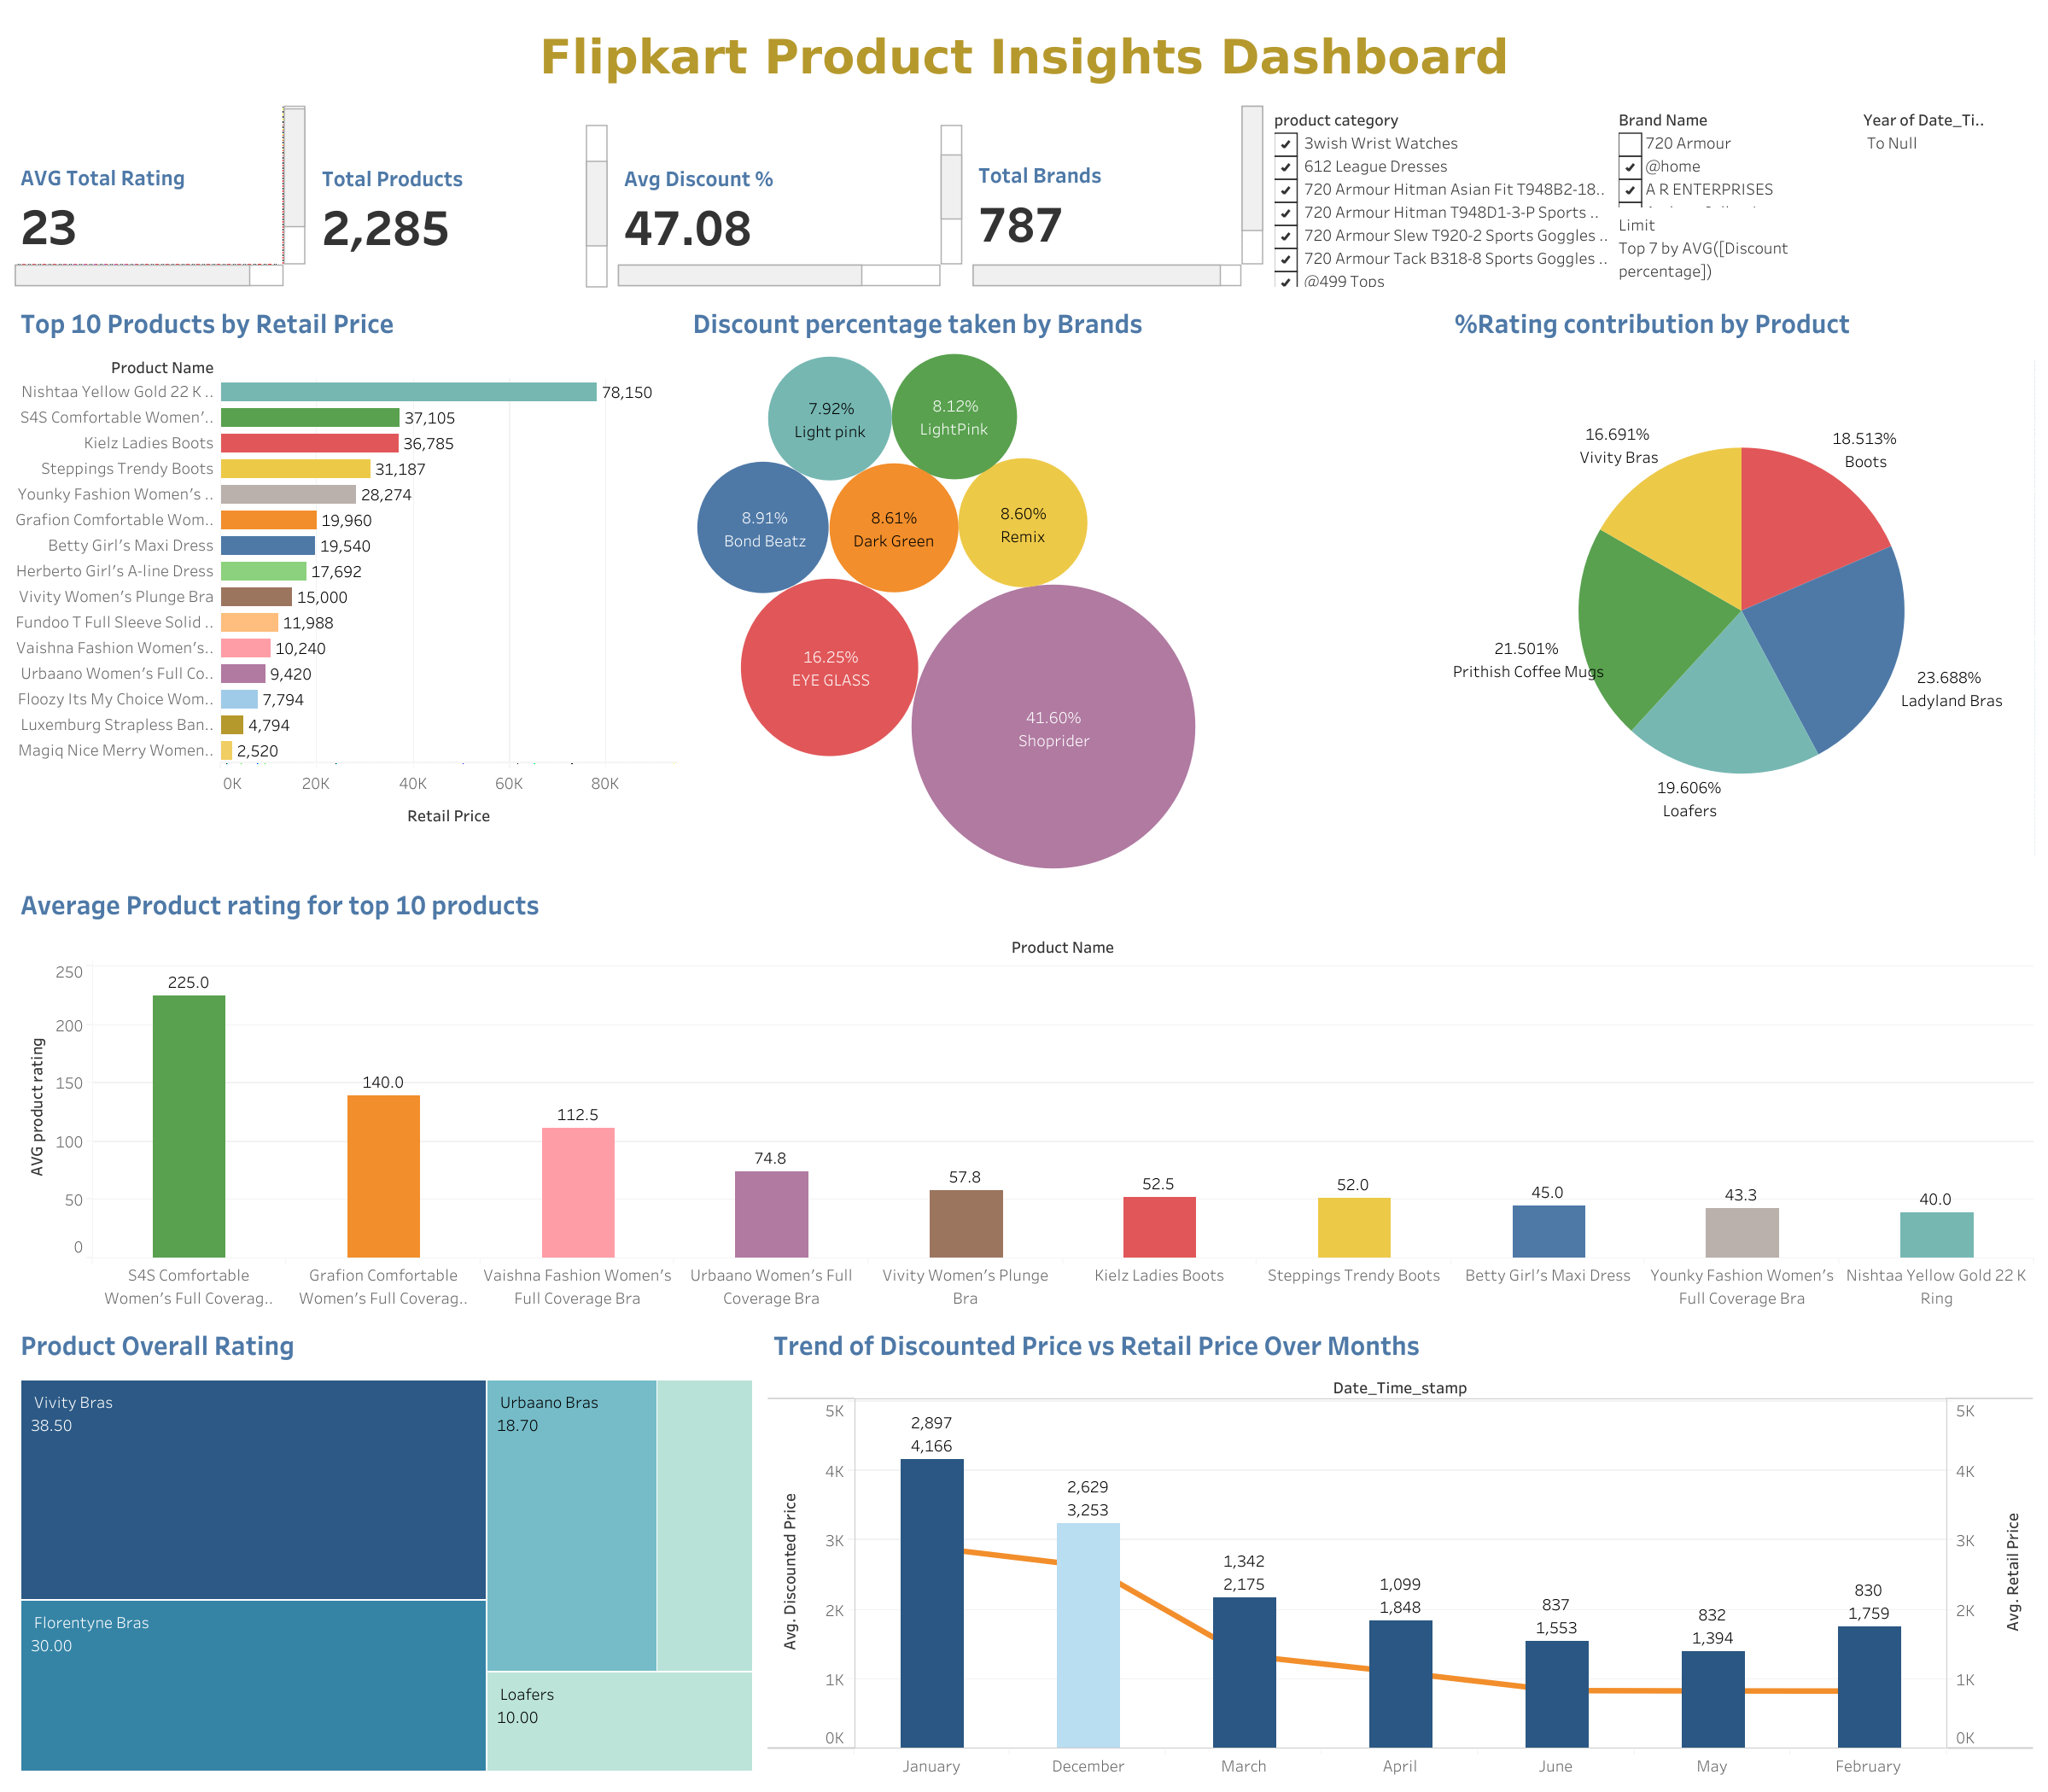 Flipkart Product Insights Dashboard
AVG Total Rating
23
Total Products
2,285
Avg Discount %
47.08
Total Brands
787
product category
3wish Wrist Watches
612 League Dresses
720 Armour Hitman Asian Fit T948B2-18..
720 Armour Hitman T948D1-3-P Sports ..
720 Armour Slew T920-2 Sports Goggles ..
720 Armour Tack B318-8 Sports Goggles ..
@499 Tops
Brand Name
720 Armour
@home
A R ENTERPRISES
Limit
Top 7 by AVG([Discount
percentage])
Year of Date_Ti..
To Null
Top 10 Products by Retail Price
Product Name
Nishtaa Yellow Gold 22 K .. 78,150
S4S Comfortable Women's'.. 37,105
Kielz Ladies Boots 36,785
Steppings Trendy Boots 31,187
Younky Fashion Women's .. 28,274
Grafion Comfortable Wom.. 19,960
Betty Girl's Maxi Dress 19,540
Herberto Girl's A-line Dress 17,692
Vivity Women's Plunge Bra 15,000
Fundoo T Full Sleeve Solid .. 11,988
Vaishna Fashion Women's.. 10,240
Urbaano Women's Full Co.. 9,420
Floozy Its My Choice Wom.. 7,794
Luxemburg Strapless Ban.. 4,794
Magiq Nice Merry Women.. 2,520
0K 20K 40K 60K 80K
Retail Price
Discount percentage taken by Brands
7.92%
Light pink
8.12%
LightPink
8.91%
Bond Beatz
8.61%
Dark Green
8.60%
Remix
16.25%
EYE GLASS
41.60%
Shoprider
%Rating contribution by Product
16.691%
Vivity Bras
18.513%
Boots
21.501%
Prithish Coffee Mugs
23.688%
Ladyland Bras
19.606%
Loafers
Average Product rating for top 10 products
Product Name
AVG product rating
250
200
150
100
50
0
225.0
140.0
112.5
74.8
57.8
52.5
52.0
45.0
43.3
40.0
S4S Comfortable
Women's Full Coverag..
Grafion Comfortable
Women's Full Coverag..
Vaishna Fashion Women's
Full Coverage Bra
Urbaano Women's Full
Coverage Bra
Vivity Women's Plunge
Bra
Kielz Ladies Boots
Steppings Trendy Boots
Betty Girl's Maxi Dress
Younky Fashion Women's
Full Coverage Bra
Nishtaa Yellow Gold 22 K
Ring
Product Overall Rating
Vivity Bras
38.50
Florentyne Bras
30.00
Urbaano Bras
18.70
Loafers
10.00
Trend of Discounted Price vs Retail Price Over Months
Date_Time_stamp
Avg. Discounted Price
5K
4K
3K
2K
1K
0K
2,897
4,166
2,629
3,253
1,342
2,175
1,099
1,848
837
1,553
832
1,394
830
1,759
January
December
March
April
June
May
February
5K
4K
3K
2K
1K
0K
Avg. Retail Price